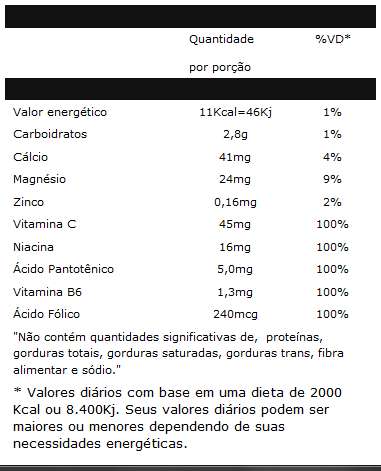 Quantidade %VD*
por porção
Valor energético 11Kcal=46Kj 1%
Carboidratos 2,8g 1%
Cálcio 41mg 4%
Magnésio 24mg 9%
Zinco 0,16mg 2%
Vitamina C 45mg 100%
Niacina 16mg 100%
Ácido Pantotênico 5,0mg 100%
Vitamina B6 1,3mg 100%
Ácido Fólico 240mcg 100%
"Não contém quantidades significativas de, proteínas,
gorduras totais, gorduras saturadas, gorduras trans, fibra
alimentar e sódio."
* Valores diários com base em uma dieta de 2000
Kcal ou 8.400Kj. Seus valores diários podem ser
maiores ou menores dependendo de suas
necessidades energéticas.